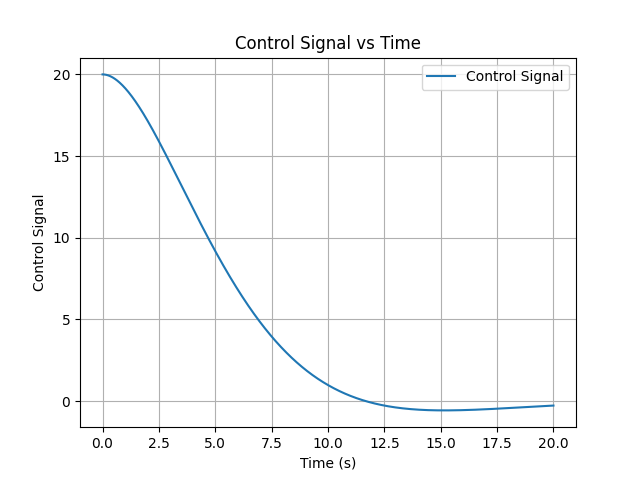 Control Signal vs Time
Control Signal
20
15
10
5
0
Control Signal
0.0 2.5 5.0 7.5 10.0 12.5 15.0 17.5 20.0
Time (s)